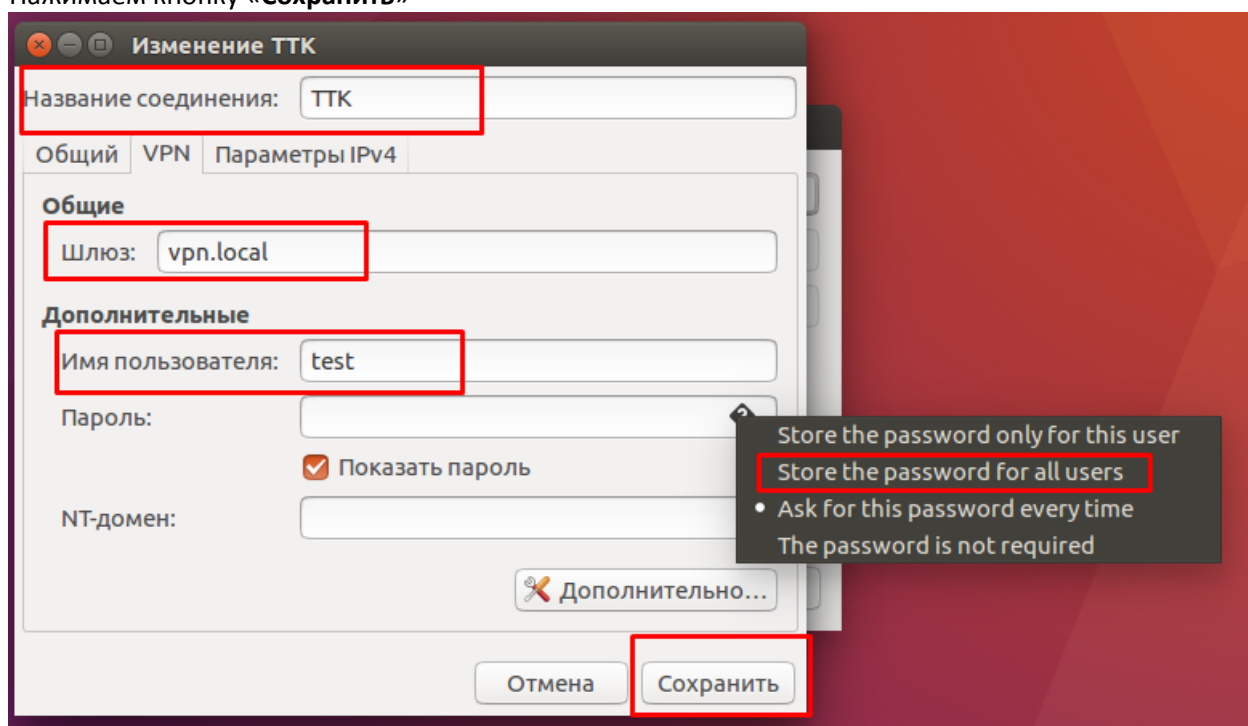 Нажимаем кнопку «Сохранить»
Изменение ТТК
Название соединения: ТТК
Общий VPN Параметры IPv4
Общие
Шлюз: vpn.local
Дополнительные
Имя пользователя: test
Пароль:
Показать пароль
NT-домен:
Store the password only for this user
Store the password for all users
Ask for this password every time
The password is not required
Дополнительно...
Отмена Сохранить